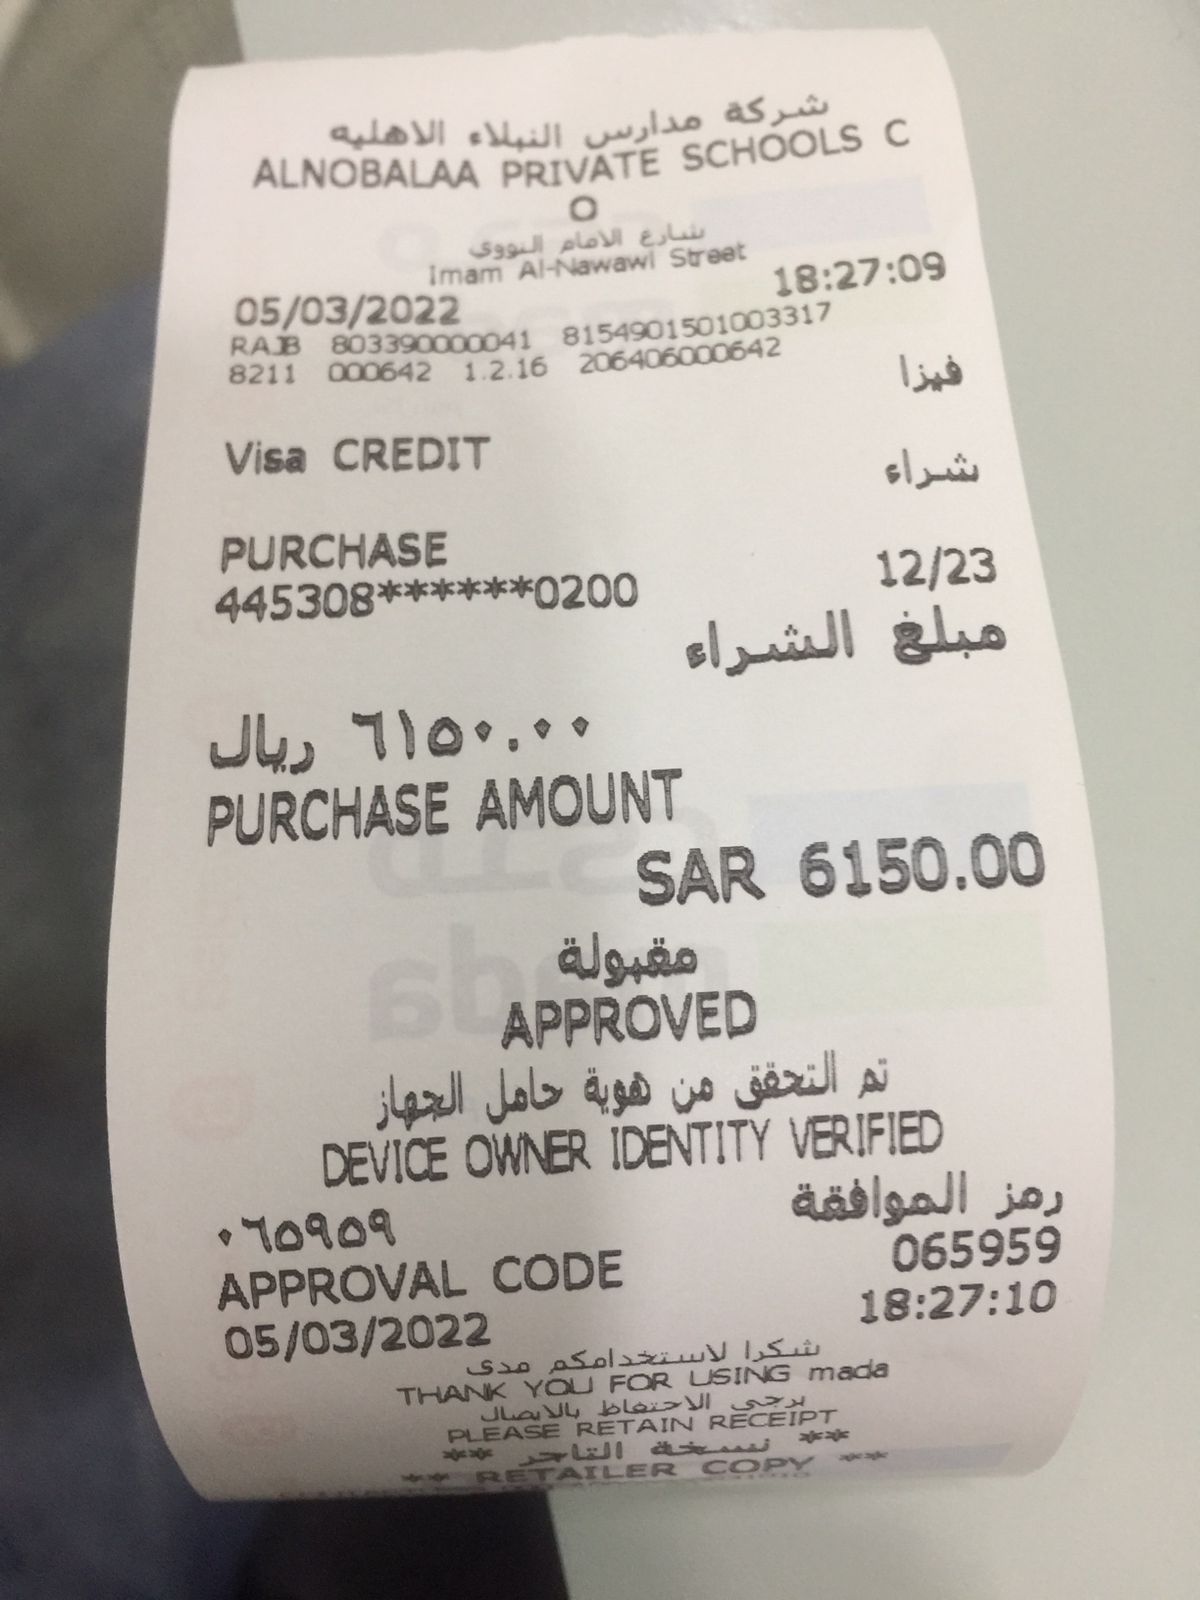 شركة مدارس النبلاء الاهليه
ALNOBALAA PRIVATE SCHOOLS C
O
شارع الامام النووي
Imam Al-Nawawi Street
05/03/2022 18:27:09
RAJB 803390000041 8154901501003317
8211 000642 1.2.16 206406000642
فيزا
Visa CREDIT
شراء
PURCHASE
445308******0200 12/23
مبلغ الشراء
٦١٥٠.٠٠ ريال
PURCHASE AMOUNT
SAR 6150.00
مقبولة
APPROVED
تم التحقق من هوية حامل الجهاز
DEVICE OWNER IDENTITY VERIFIED
رمز الموافقة ٠٦٥٩٥٩
APPROVAL CODE 065959
05/03/2022 18:27:10
شكرا لاستخدامكم مدى
THANK YOU FOR USING mada
يرجى الاحتفاظ بالايصال
PLEASE RETAIN RECEIPT
** نسخة التاجر **
** RETAILER COPY **